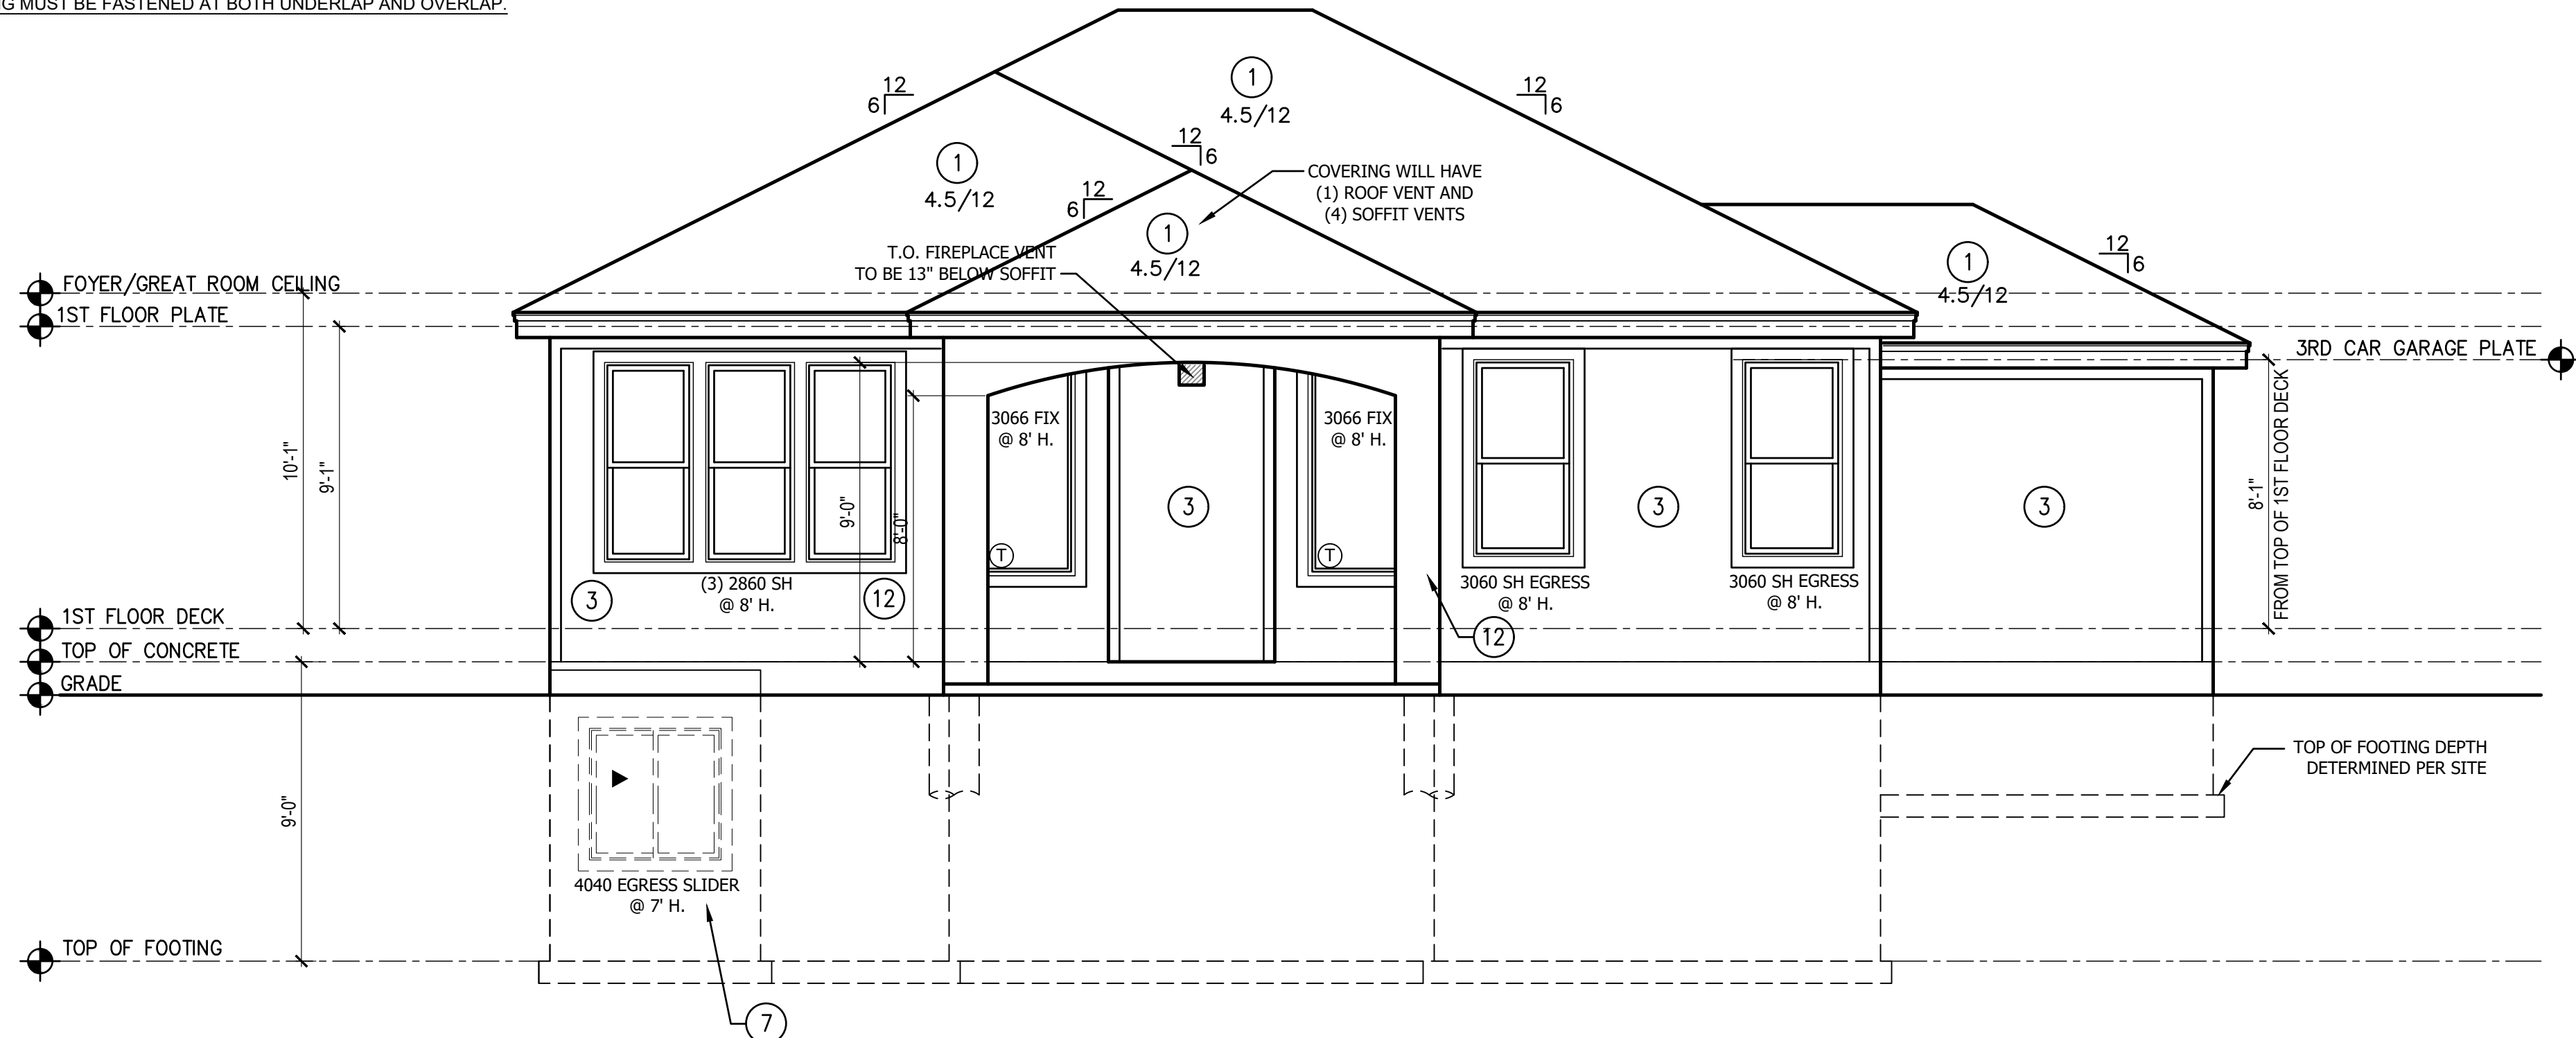 NG MUST BE FASTENED AT BOTH UNDERLAP AND OVERLAP.
12
6
1
4.5/12
12
6
12
6
1
4.5/12
COVERING WILL HAVE
(1) ROOF VENT AND
(4) SOFFIT VENTS
12
6
1
4.5/12
T.O. FIREPLACE VENT
TO BE 13" BELOW SOFFIT
12
6
1
4.5/12
FOYER/GREAT ROOM CEILING
1ST FLOOR PLATE
3RD CAR GARAGE PLATE
10'-1"
9'-1"
9'-0"
8'-0"
3066 FIX
@ 8' H.
3066 FIX
@ 8' H.
T
T
3
3
3
8'-1"
FROM TOP OF 1ST FLOOR DECK
3
(3) 2860 SH
@ 8' H.
12
3060 SH EGRESS
@ 8' H.
3060 SH EGRESS
@ 8' H.
12
1ST FLOOR DECK
TOP OF CONCRETE
GRADE
9'-0"
TOP OF FOOTING DEPTH
DETERMINED PER SITE
4040 EGRESS SLIDER
@ 7' H.
TOP OF FOOTING
7